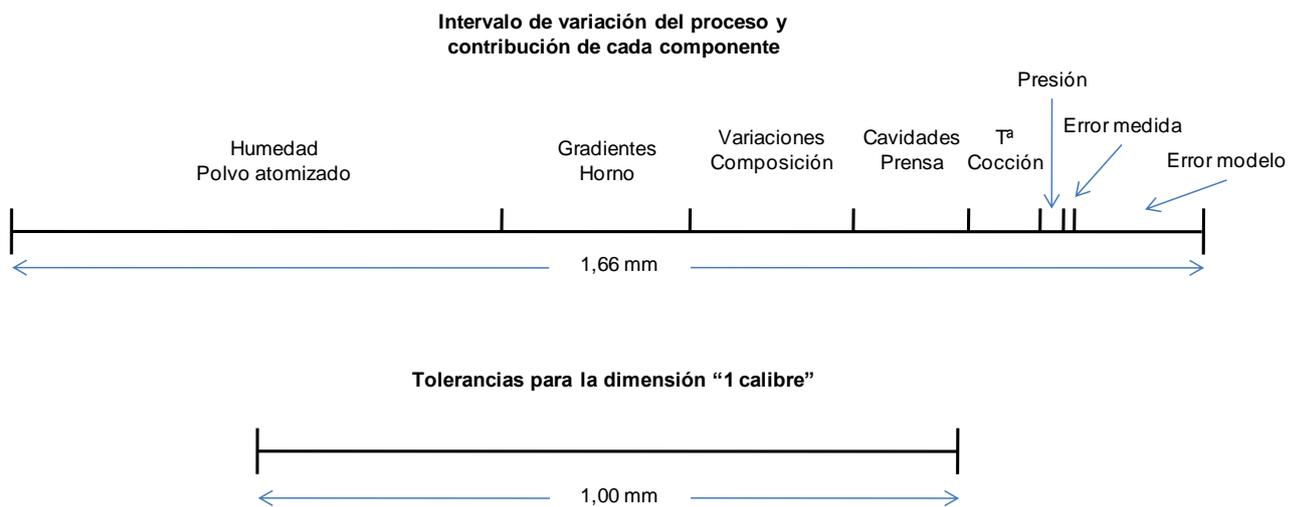 Intervalo de variación del proceso y
contribución de cada componente
Presión
Error medida
Error modelo
Humedad
Polvo atomizado
Gradientes
Horno
Variaciones
Composición
Cavidades
Prensa
Tª
Cocción
1,66 mm
Tolerancias para la dimensión “1 calibre”
1,00 mm